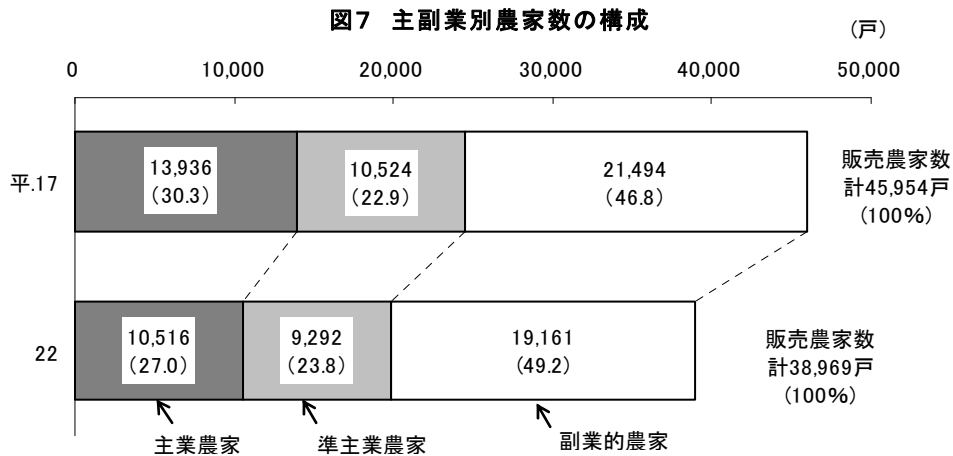 図7 主副業別農家数の構成
(戸)
0 10,000 20,000 30,000 40,000 50,000
平.17
13,936
(30.3)
10,524
(22.9)
21,494
(46.8)
販売農家数
計45,954戸
(100%)
22
10,516
(27.0)
9,292
(23.8)
19,161
(49.2)
販売農家数
計38,969戸
(100%)
主業農家
準主業農家
副業的農家